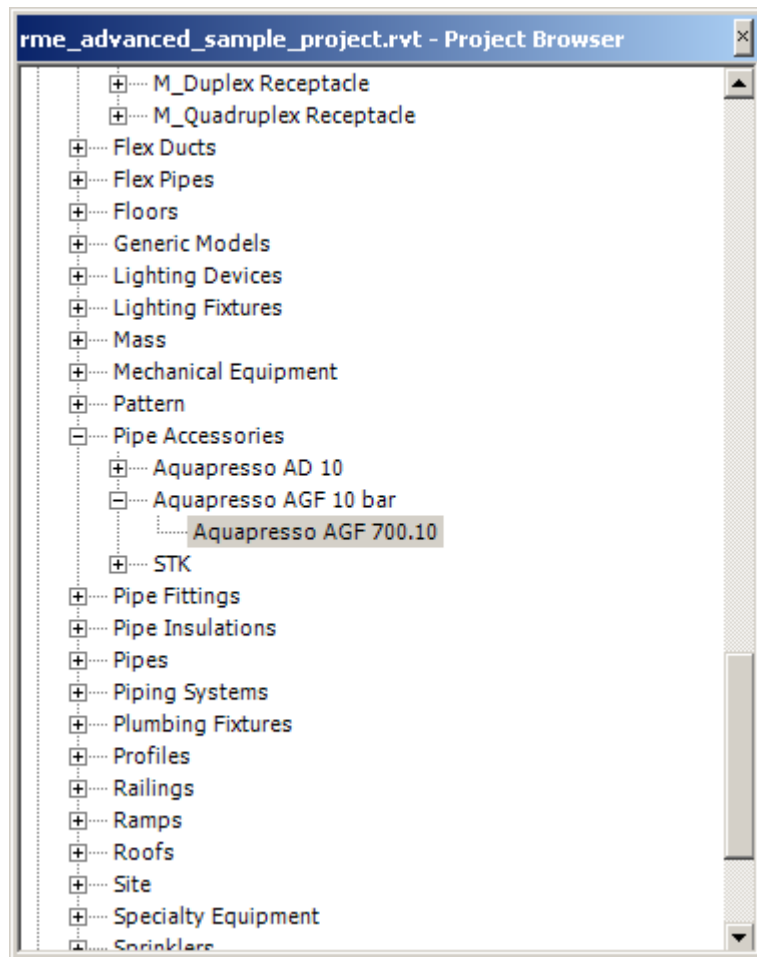 rme_advanced_sample_project.rvt - Project Browser
M_Duplex Receptacle
M_Quadruplex Receptacle
Flex Ducts
Flex Pipes
Floors
Generic Models
Lighting Devices
Lighting Fixtures
Mass
Mechanical Equipment
Pattern
Pipe Accessories
Aquapresso AD 10
Aquapresso AGF 10 bar
Aquapresso AGF 700.10
STK
Pipe Fittings
Pipe Insulations
Pipes
Piping Systems
Plumbing Fixtures
Profiles
Railings
Ramps
Roofs
Site
Specialty Equipment
Sprinklers